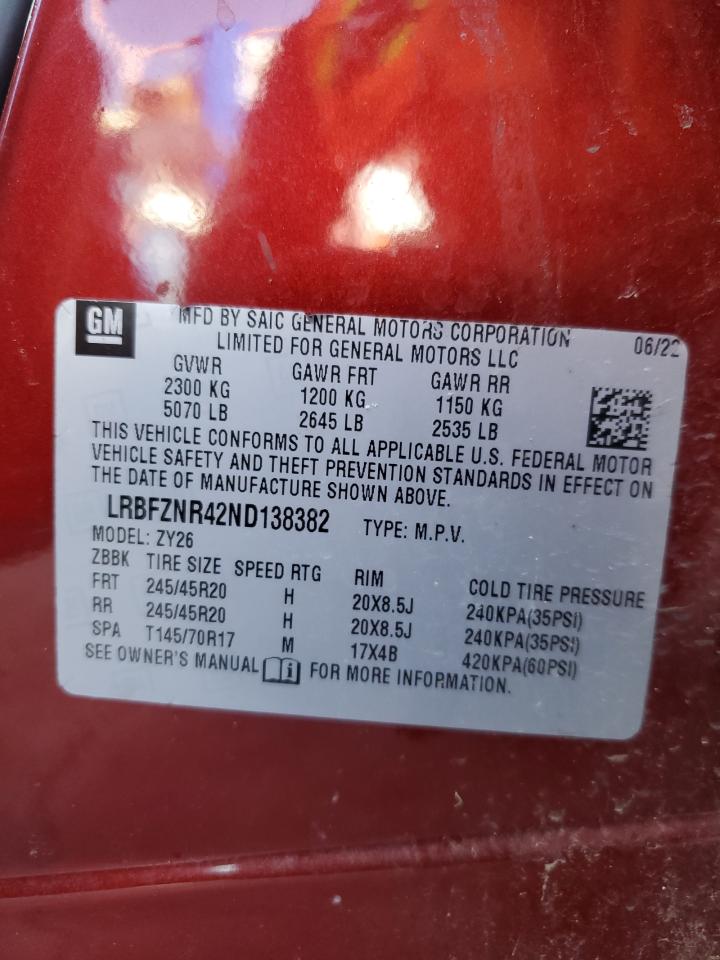 GM MFD BY SAIC GENERAL MOTORS CORPORATION 06/22
LIMITED FOR GENERAL MOTORS LLC
GVWR GAWR FRT GAWR RR
2300 KG 1200 KG 1150 KG
5070 LB 2645 LB 2535 LB
THIS VEHICLE CONFORMS TO ALL APPLICABLE U.S. FEDERAL MOTOR
VEHICLE SAFETY AND THEFT PREVENTION STANDARDS IN EFFECT ON
THE DATE OF MANUFACTURE SHOWN ABOVE.
LRBFZNR42ND138382 TYPE: M.P.V.
MODEL: ZY26
ZBBK TIRE SIZE SPEED RTG RIM COLD TIRE PRESSURE
FRT 245/45R20 H 20X8.5J 240KPA(35PSI)
RR 245/45R20 H 20X8.5J 240KPA(35PSI)
SPA T145/70R17 M 17X4B 420KPA(60PSI)
SEE OWNER'S MANUAL FOR MORE INFORMATION.